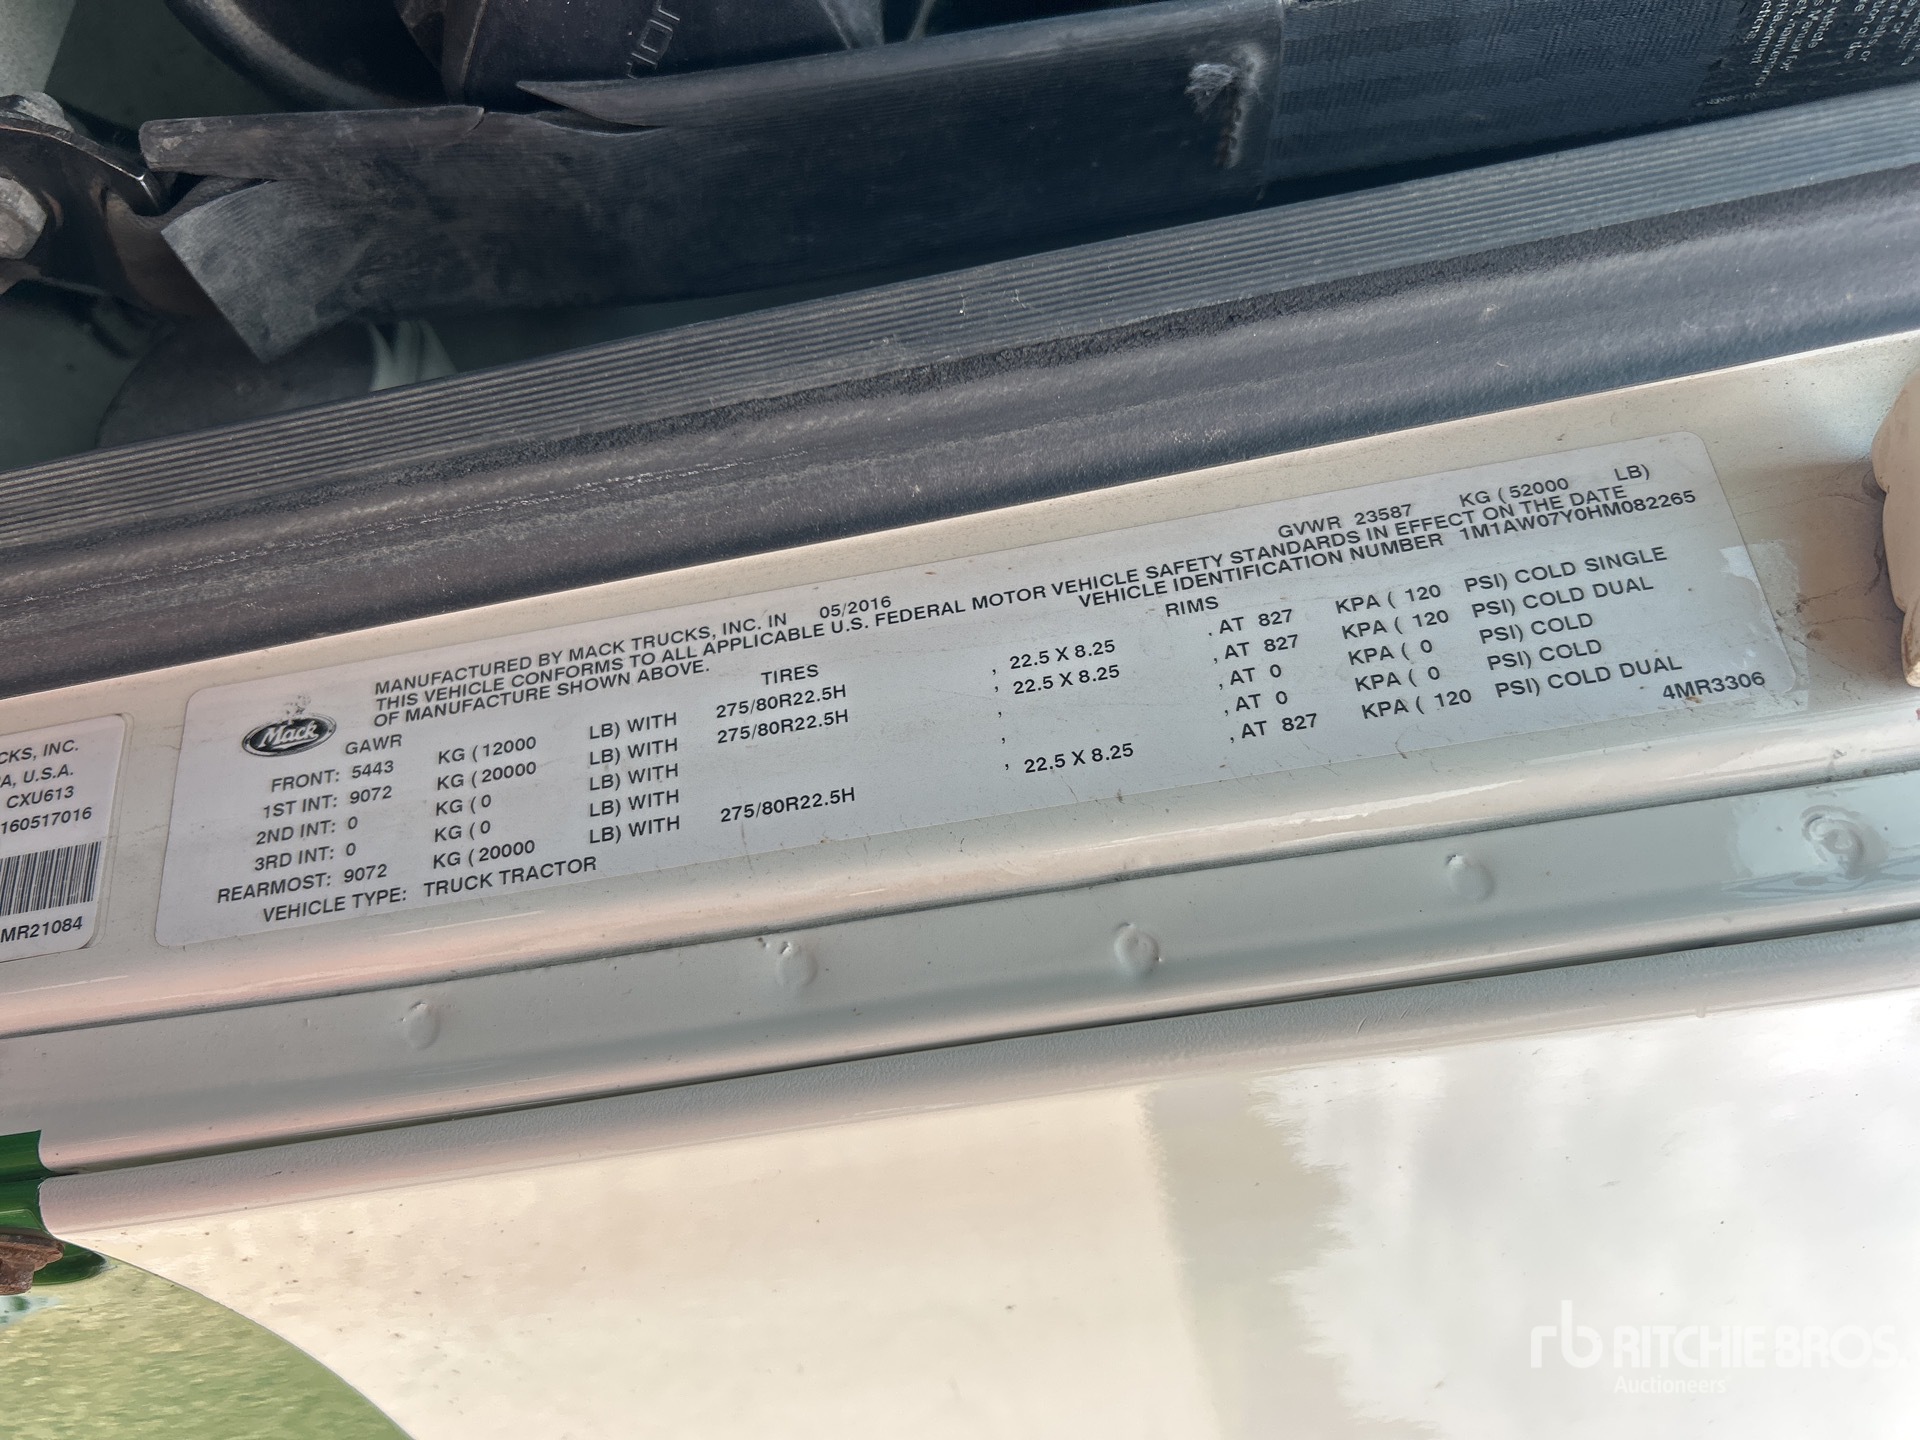 CKS, INC.
PA, U.S.A.
CXU613
160517016
MR21084
Mack
MANUFACTURED BY MACK TRUCKS, INC. IN 05/2016 GVWR 23587 KG ( 52000 LB)
THIS VEHICLE CONFORMS TO ALL APPLICABLE U.S. FEDERAL MOTOR VEHICLE SAFETY STANDARDS IN EFFECT ON THE DATE
OF MANUFACTURE SHOWN ABOVE. VEHICLE IDENTIFICATION NUMBER 1M1AW07Y0HM082265
GAWR TIRES RIMS
FRONT: 5443 KG ( 12000 LB) WITH 275/80R22.5H , 22.5 X 8.25 , AT 827 KPA ( 120 PSI) COLD SINGLE
1ST INT: 9072 KG ( 20000 LB) WITH 275/80R22.5H , 22.5 X 8.25 , AT 827 KPA ( 120 PSI) COLD DUAL
2ND INT: 0 KG ( 0 LB) WITH , , AT 0 KPA ( 0 PSI) COLD
3RD INT: 0 KG ( 0 LB) WITH , , AT 0 KPA ( 0 PSI) COLD
REARMOST: 9072 KG ( 20000 LB) WITH 275/80R22.5H , 22.5 X 8.25 , AT 827 KPA ( 120 PSI) COLD DUAL
VEHICLE TYPE: TRUCK TRACTOR 4MR3306
rb RITCHIE BROS.
Auctioneers